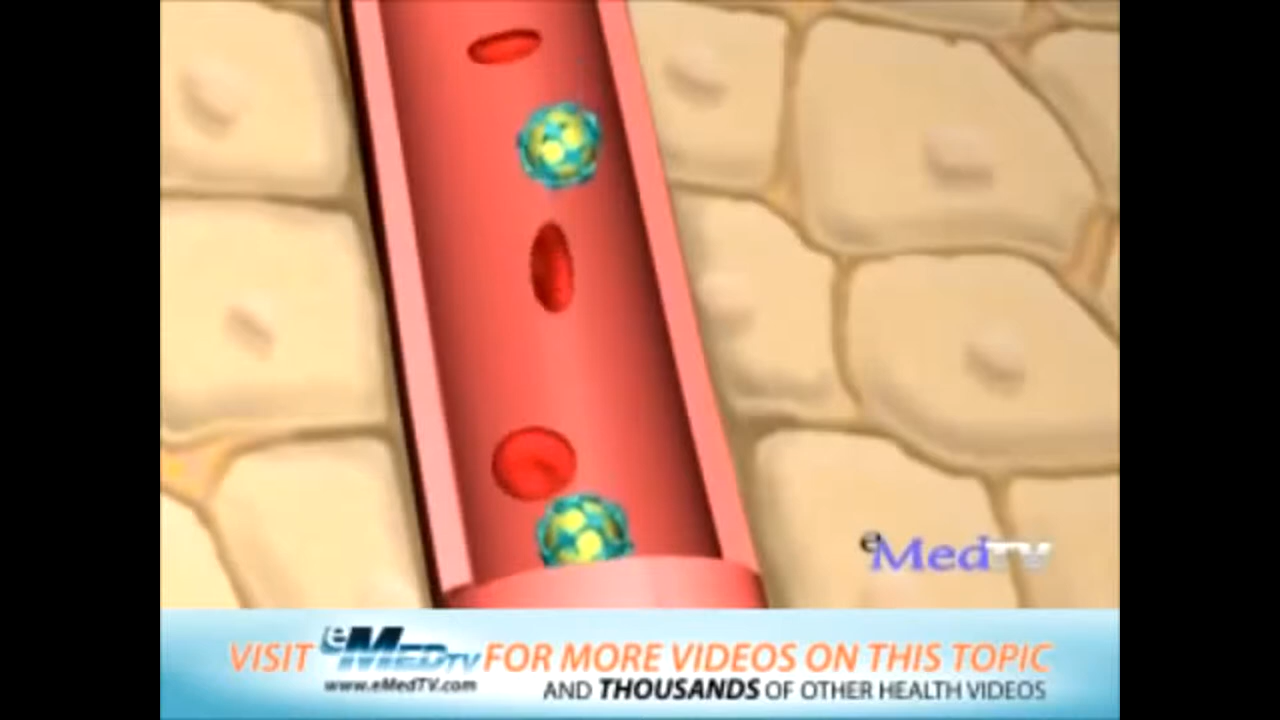 eMedTV
VISIT eMEDTV FOR MORE VIDEOS ON THIS TOPIC
www.eMedTV.com AND THOUSANDS OF OTHER HEALTH VIDEOS